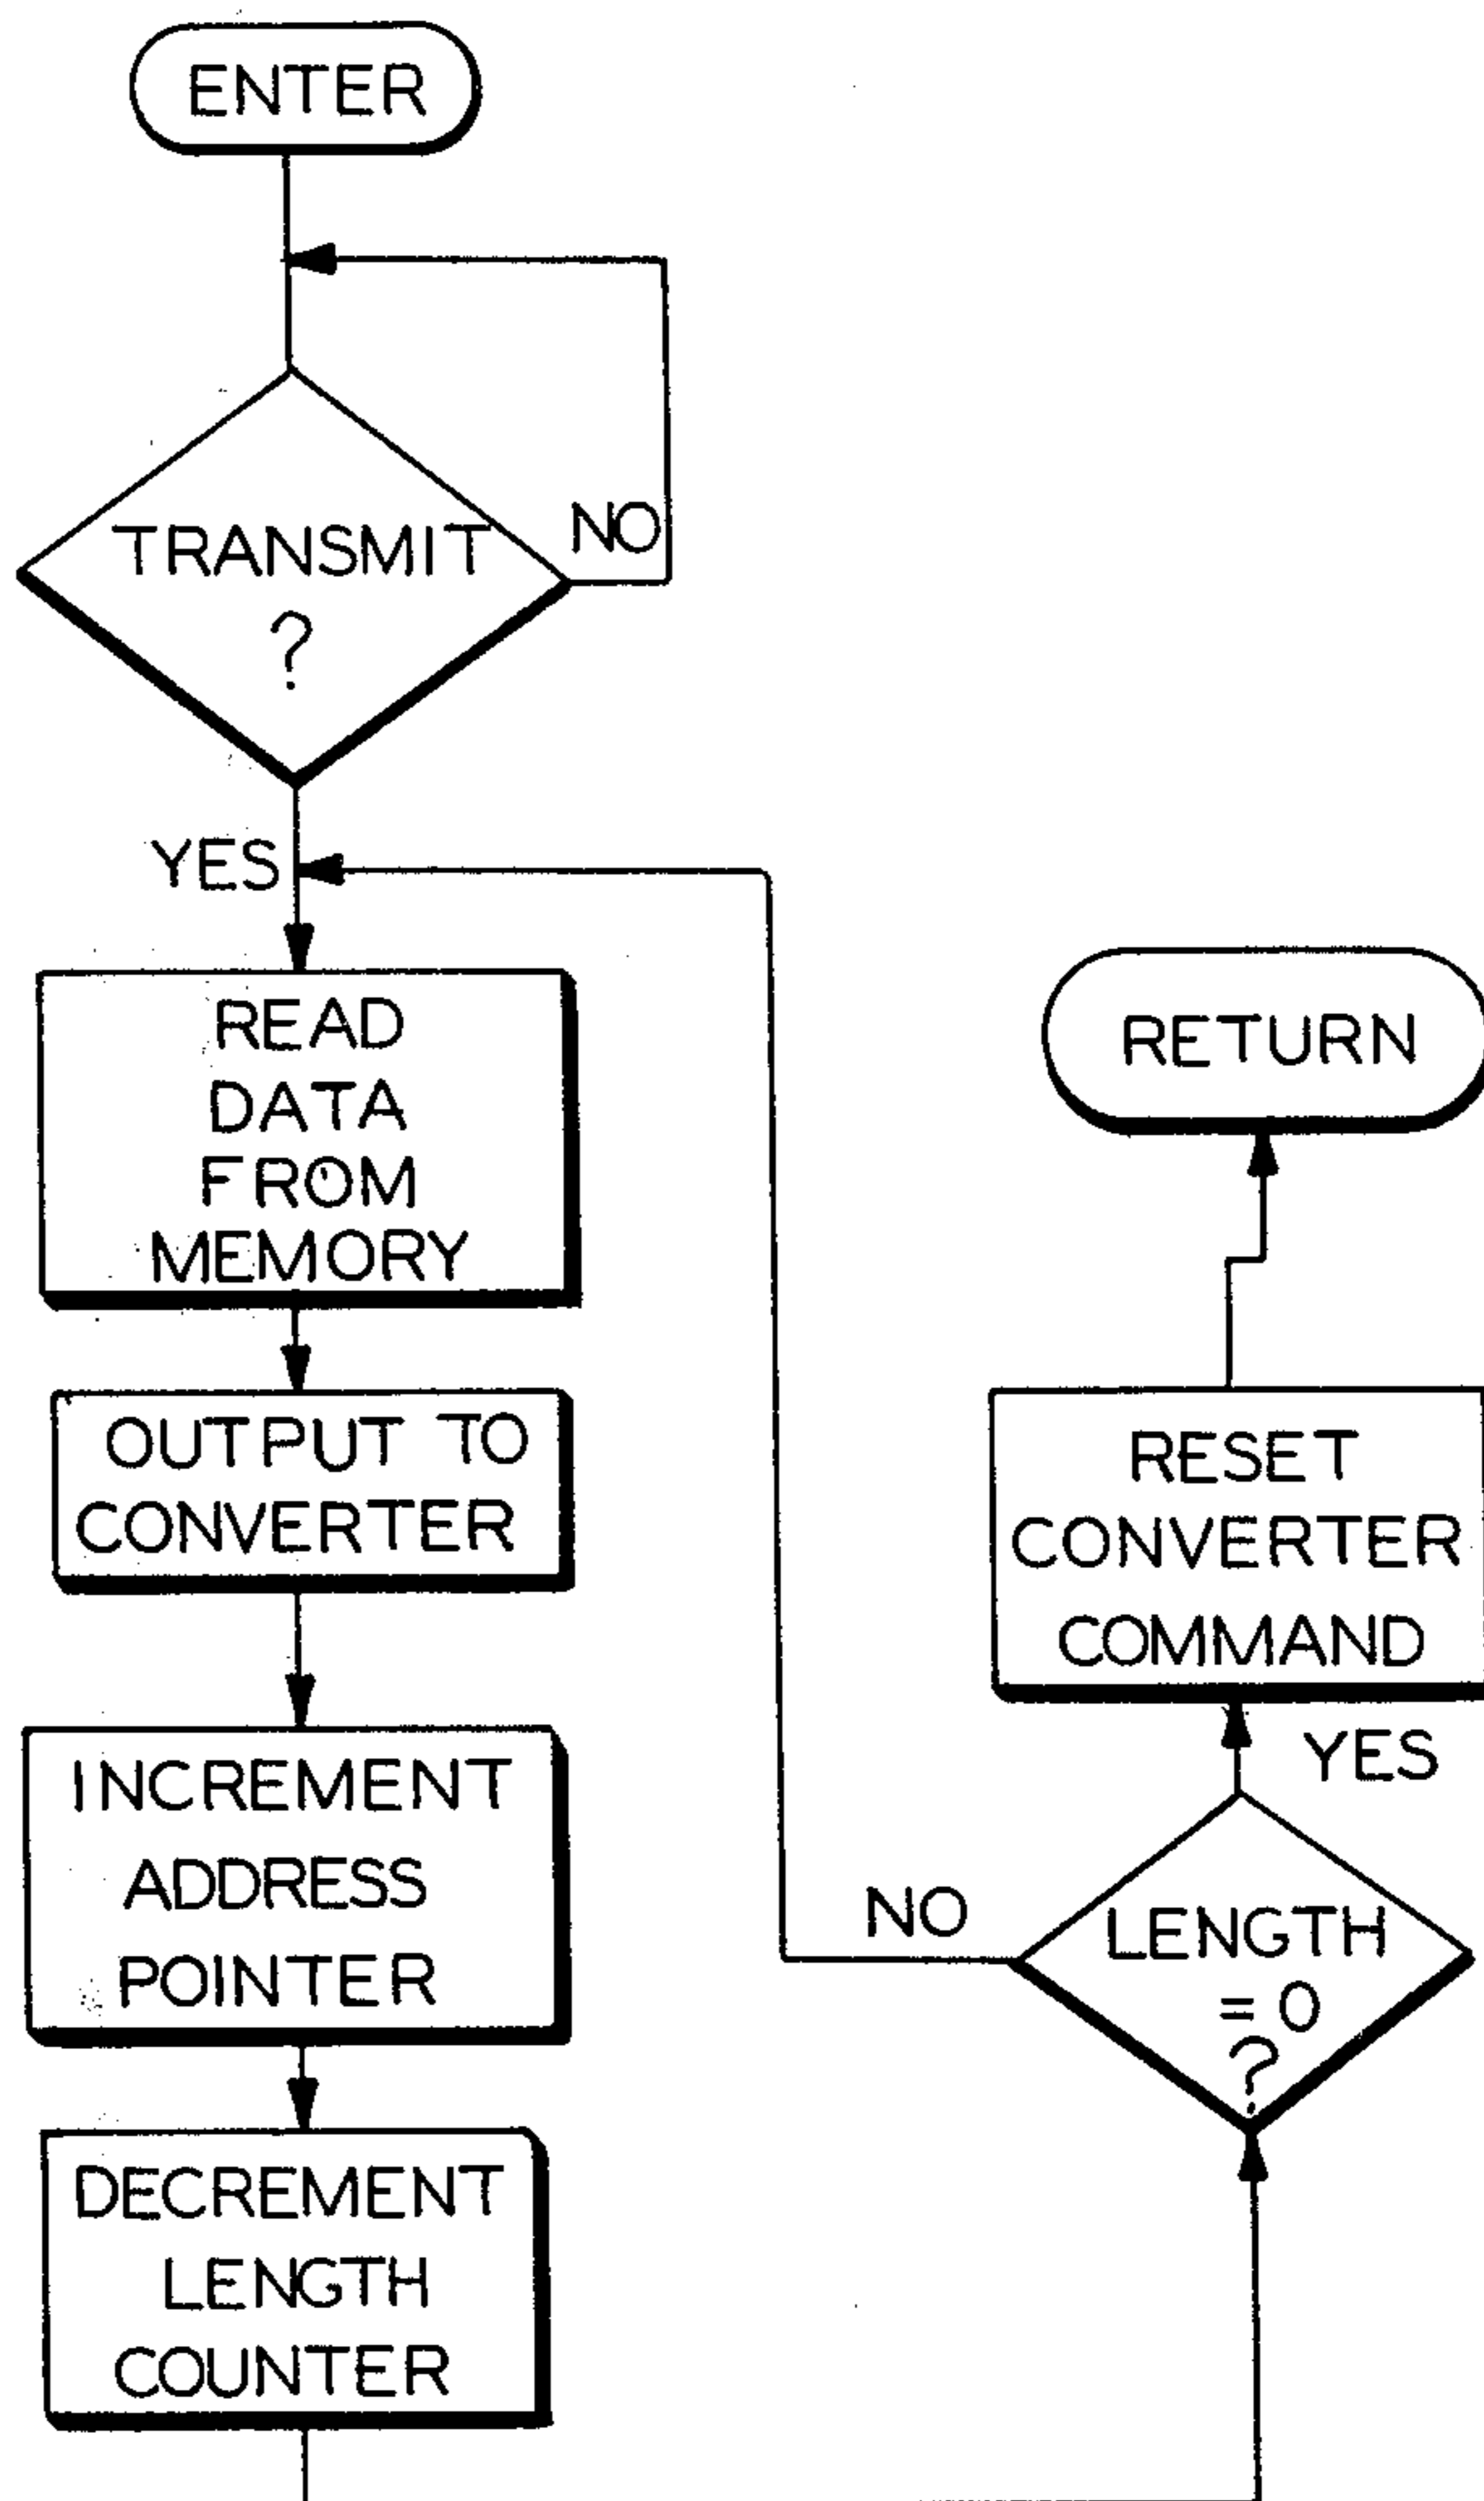 ENTER
TRANSMIT
?
NO
YES
READ
DATA
FROM
MEMORY
OUTPUT TO
CONVERTER
INCREMENT
ADDRESS
POINTER
DECREMENT
LENGTH
COUNTER
NO
LENGTH
= 0
?
YES
RESET
CONVERTER
COMMAND
RETURN